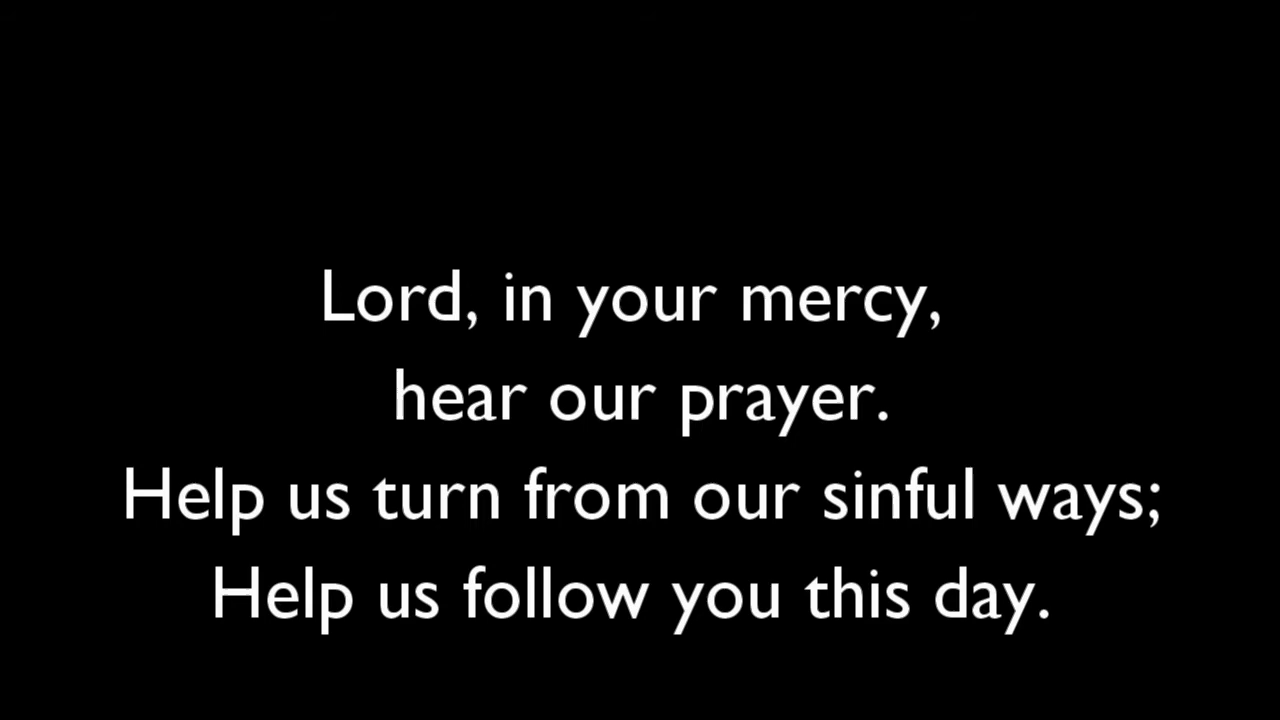 Lord, in your mercy,
hear our prayer.
Help us turn from our sinful ways;
Help us follow you this day.